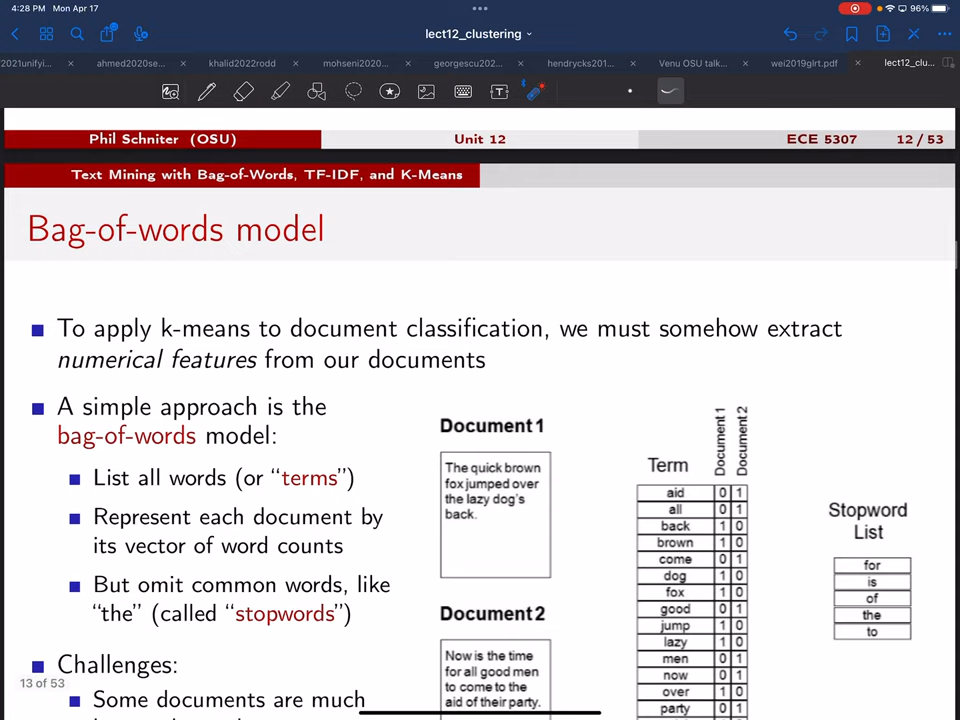 4:28 PM Mon Apr 17
96%
lect12_clustering
2021unifyi...
ahmed2020se...
khalid2022rodd
mohseni2020...
georgescu202...
hendrycks201...
Venu OSU talk...
wei2019glrt.pdf
lect12_clu...
Phil Schniter (OSU) Unit 12 ECE 5307 12 / 53
Text Mining with Bag-of-Words, TF-IDF, and K-Means
Bag-of-words model
To apply k-means to document classification, we must somehow extract
numerical features from our documents
A simple approach is the
bag-of-words model:
List all words (or “terms”)
Represent each document by
its vector of word counts
But omit common words, like
“the” (called “stopwords”)
Challenges:
Some documents are much
13 of 53
Document 1
The quick brown
fox jumped over
the lazy dog's
back.
Document 2
Now is the time
for all good men
to come to the
aid of their party.
Term Document 1 Document 2
aid 0 1
all 0 1
back 1 0
brown 1 0
come 0 1
dog 1 0
fox 1 0
good 0 1
jump 1 0
lazy 1 0
men 0 1
now 0 1
over 1 0
party 0 1
Stopword
List
for
is
of
the
to